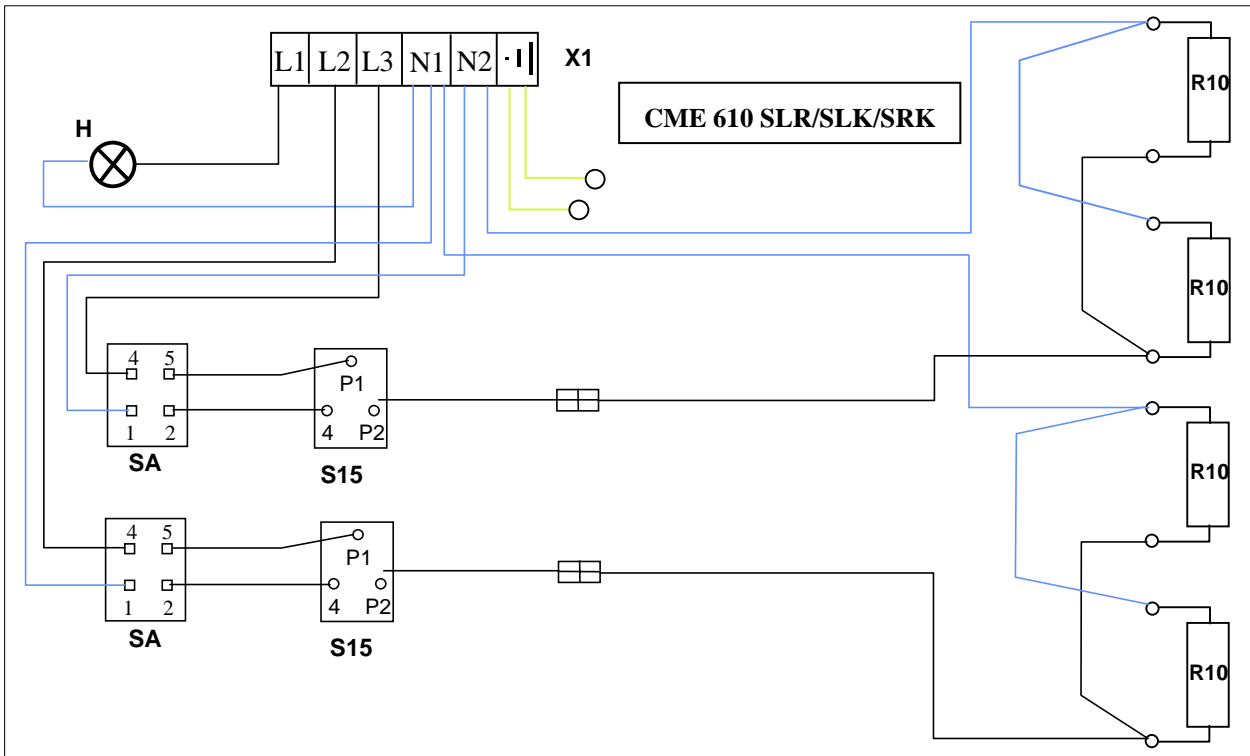 L1 L2 L3 N1 N2 X1
CME 610 SLR/SLK/SRK
H
R10
R10
4 5
1 2
SA
P1
4 P2
S15
R10
4 5
1 2
SA
P1
4 P2
S15
R10